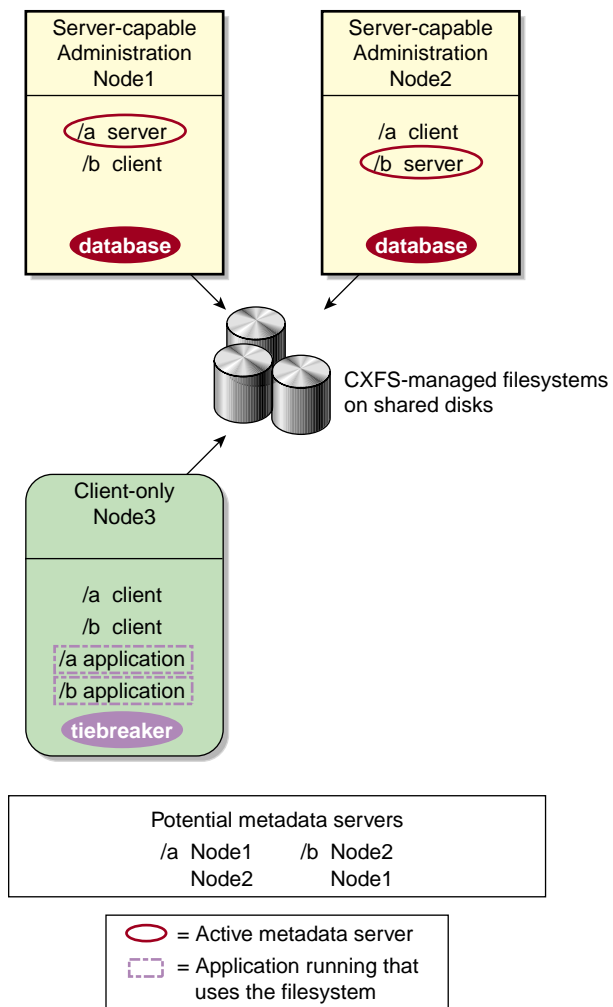 Server-capable
Administration
Node1
/a server
/b client
database
Server-capable
Administration
Node2
/a client
/b server
database
CXFS-managed filesystems
on shared disks
Client-only
Node3
/a client
/b client
/a application
/b application
tiebreaker
Potential metadata servers
/a Node1 /b Node2
Node2 Node1
= Active metadata server
= Application running that
uses the filesystem